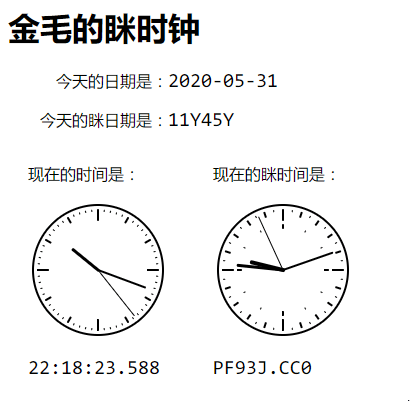 金毛的眯时钟
今天的日期是：2020-05-31
今天的眯日期是：11Y45Y
现在的时间是：
现在的眯时间是：
22:18:23.588
PF93J.CC0